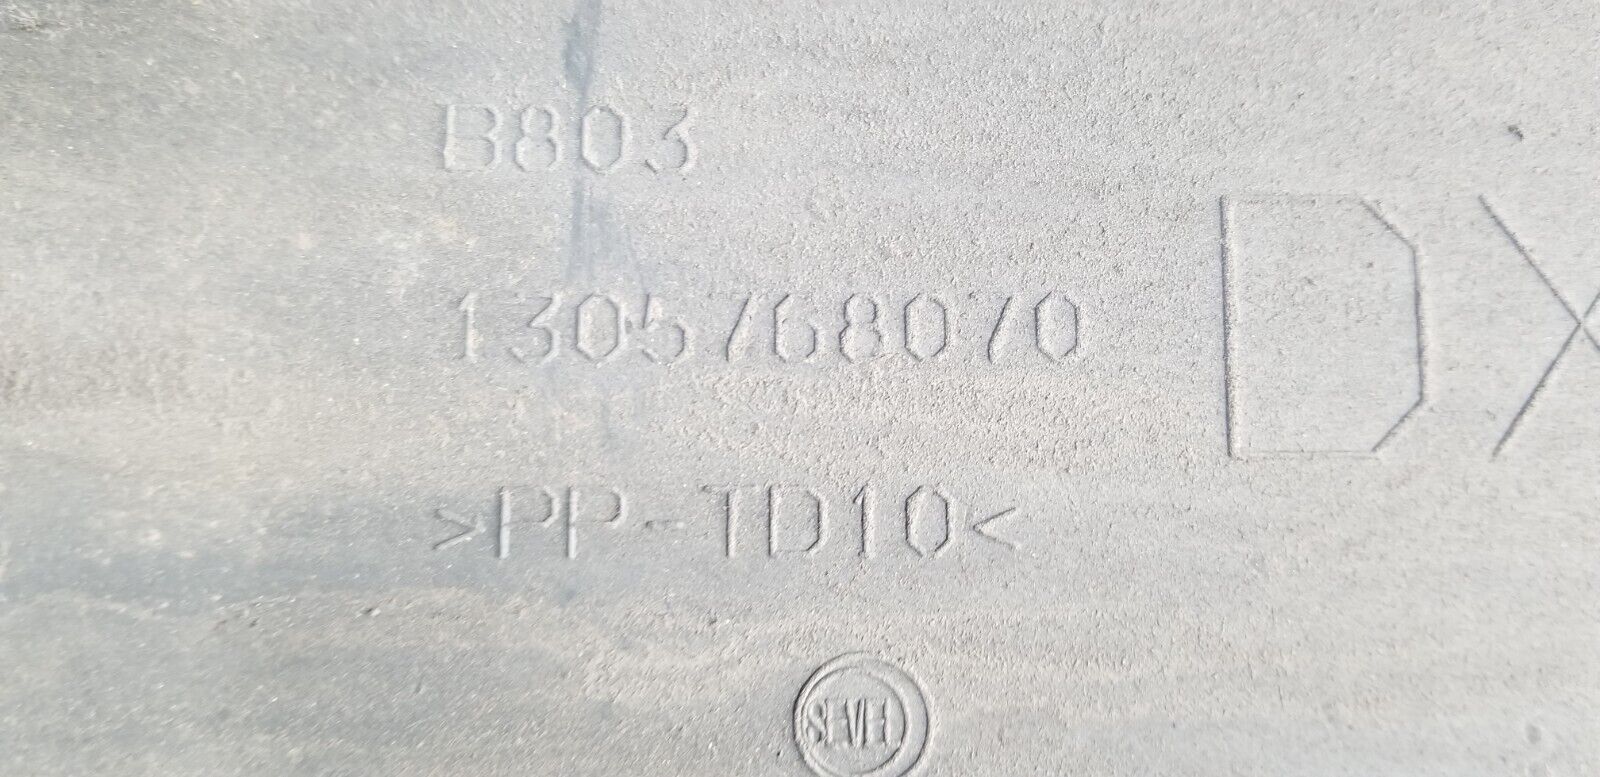 B803
1305768070
DX
>PP-TD10<
SEVEL